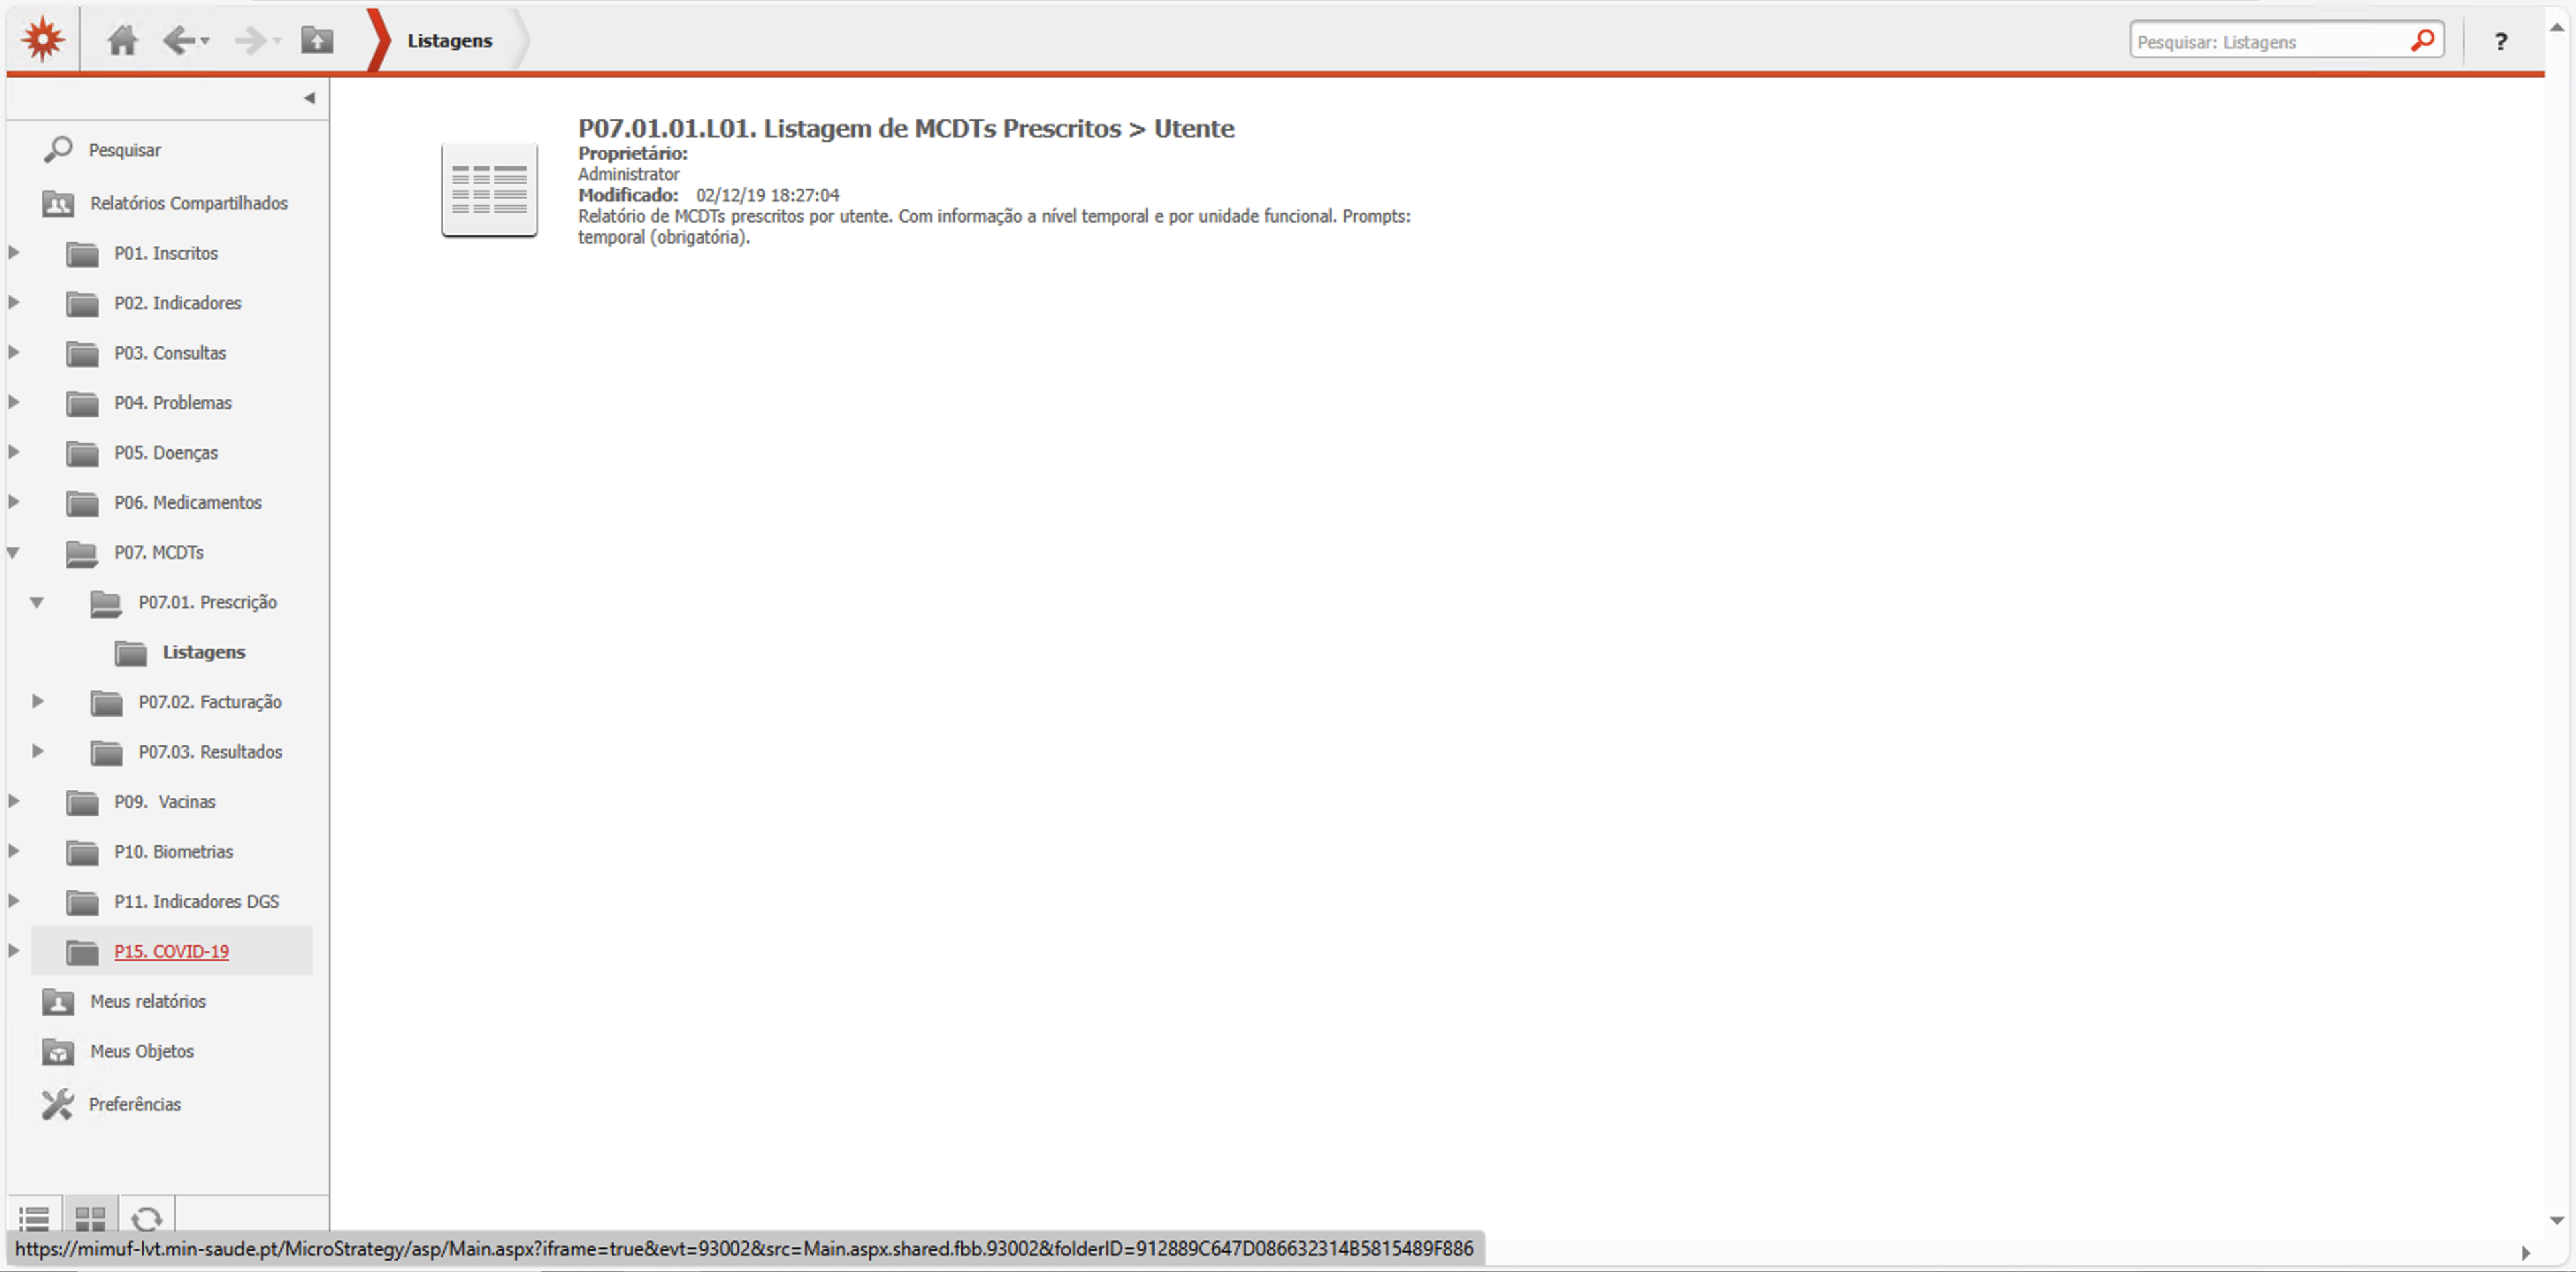 Listagens
Pesquisar: Listagens
?
Pesquisar
Relatórios Compartilhados
P01. Inscritos
P02. Indicadores
P03. Consultas
P04. Problemas
P05. Doenças
P06. Medicamentos
P07. MCDTs
P07.01. Prescrição
Listagens
P07.02. Facturação
P07.03. Resultados
P09. Vacinas
P10. Biometrias
P11. Indicadores DGS
P15. COVID-19
Meus relatórios
Meus Objetos
Preferências
P07.01.01.L01. Listagem de MCDTs Prescritos > Utente
Proprietário:
Administrator
Modificado: 02/12/19 18:27:04
Relatório de MCDTs prescritos por utente. Com informação a nível temporal e por unidade funcional. Prompts:
temporal (obrigatória).
https://mimuf-lvt.min-saude.pt/MicroStrategy/asp/Main.aspx?iframe=true&evt=93002&src=Main.aspx.shared.fbb.93002&folderID=912889C647D086632314B5815489F886